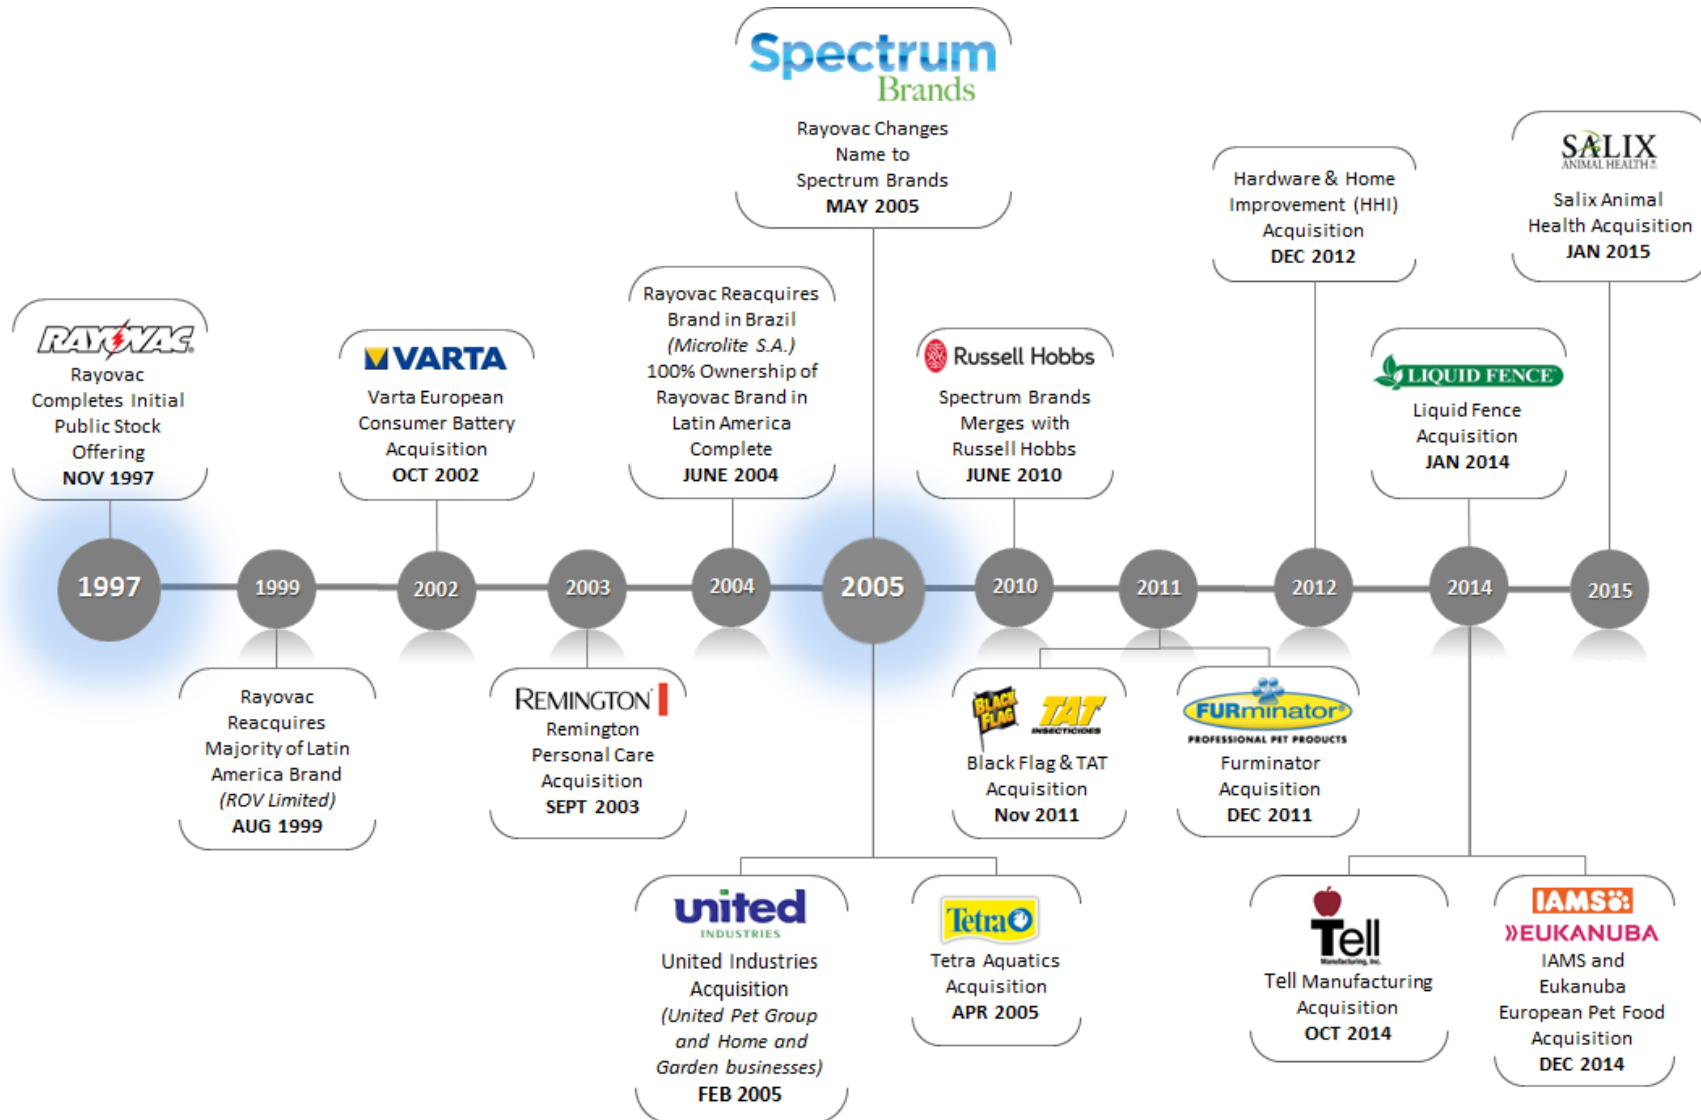 Spectrum
Brands
Rayovac Changes
Name to
Spectrum Brands
MAY 2005
SALIX
ANIMAL HEALTH
Salix Animal
Health Acquisition
JAN 2015
Hardware & Home
Improvement (HHI)
Acquisition
DEC 2012
Rayovac Reacquires
Brand in Brazil
(Microlite S.A.)
100% Ownership of
Rayovac Brand in
Latin America
Complete
JUNE 2004
RAYOVAC
Rayovac
Completes Initial
Public Stock
Offering
NOV 1997
VARTA
Varta European
Consumer Battery
Acquisition
OCT 2002
Russell Hobbs
Spectrum Brands
Merges with
Russell Hobbs
JUNE 2010
LIQUID FENCE
Liquid Fence
Acquisition
JAN 2014
1997
1999
2002
2003
2004
2005
2010
2011
2012
2014
2015
Rayovac
Reacquires
Majority of Latin
America Brand
(ROV Limited)
AUG 1999
REMINGTON
Remington
Personal Care
Acquisition
SEPT 2003
BLACK
FLAG
TAT
INSECTICIDES
Black Flag & TAT
Acquisition
Nov 2011
FURminator®
PROFESSIONAL PET PRODUCTS
Furminator
Acquisition
DEC 2011
united
INDUSTRIES
United Industries
Acquisition
(United Pet Group
and Home and
Garden businesses)
FEB 2005
Tetra
Tetra Aquatics
Acquisition
APR 2005
Tell
Manufacturing, Inc.
Tell Manufacturing
Acquisition
OCT 2014
IAMS
EUKANUBA
IAMS and
Eukanuba
European Pet Food
Acquisition
DEC 2014